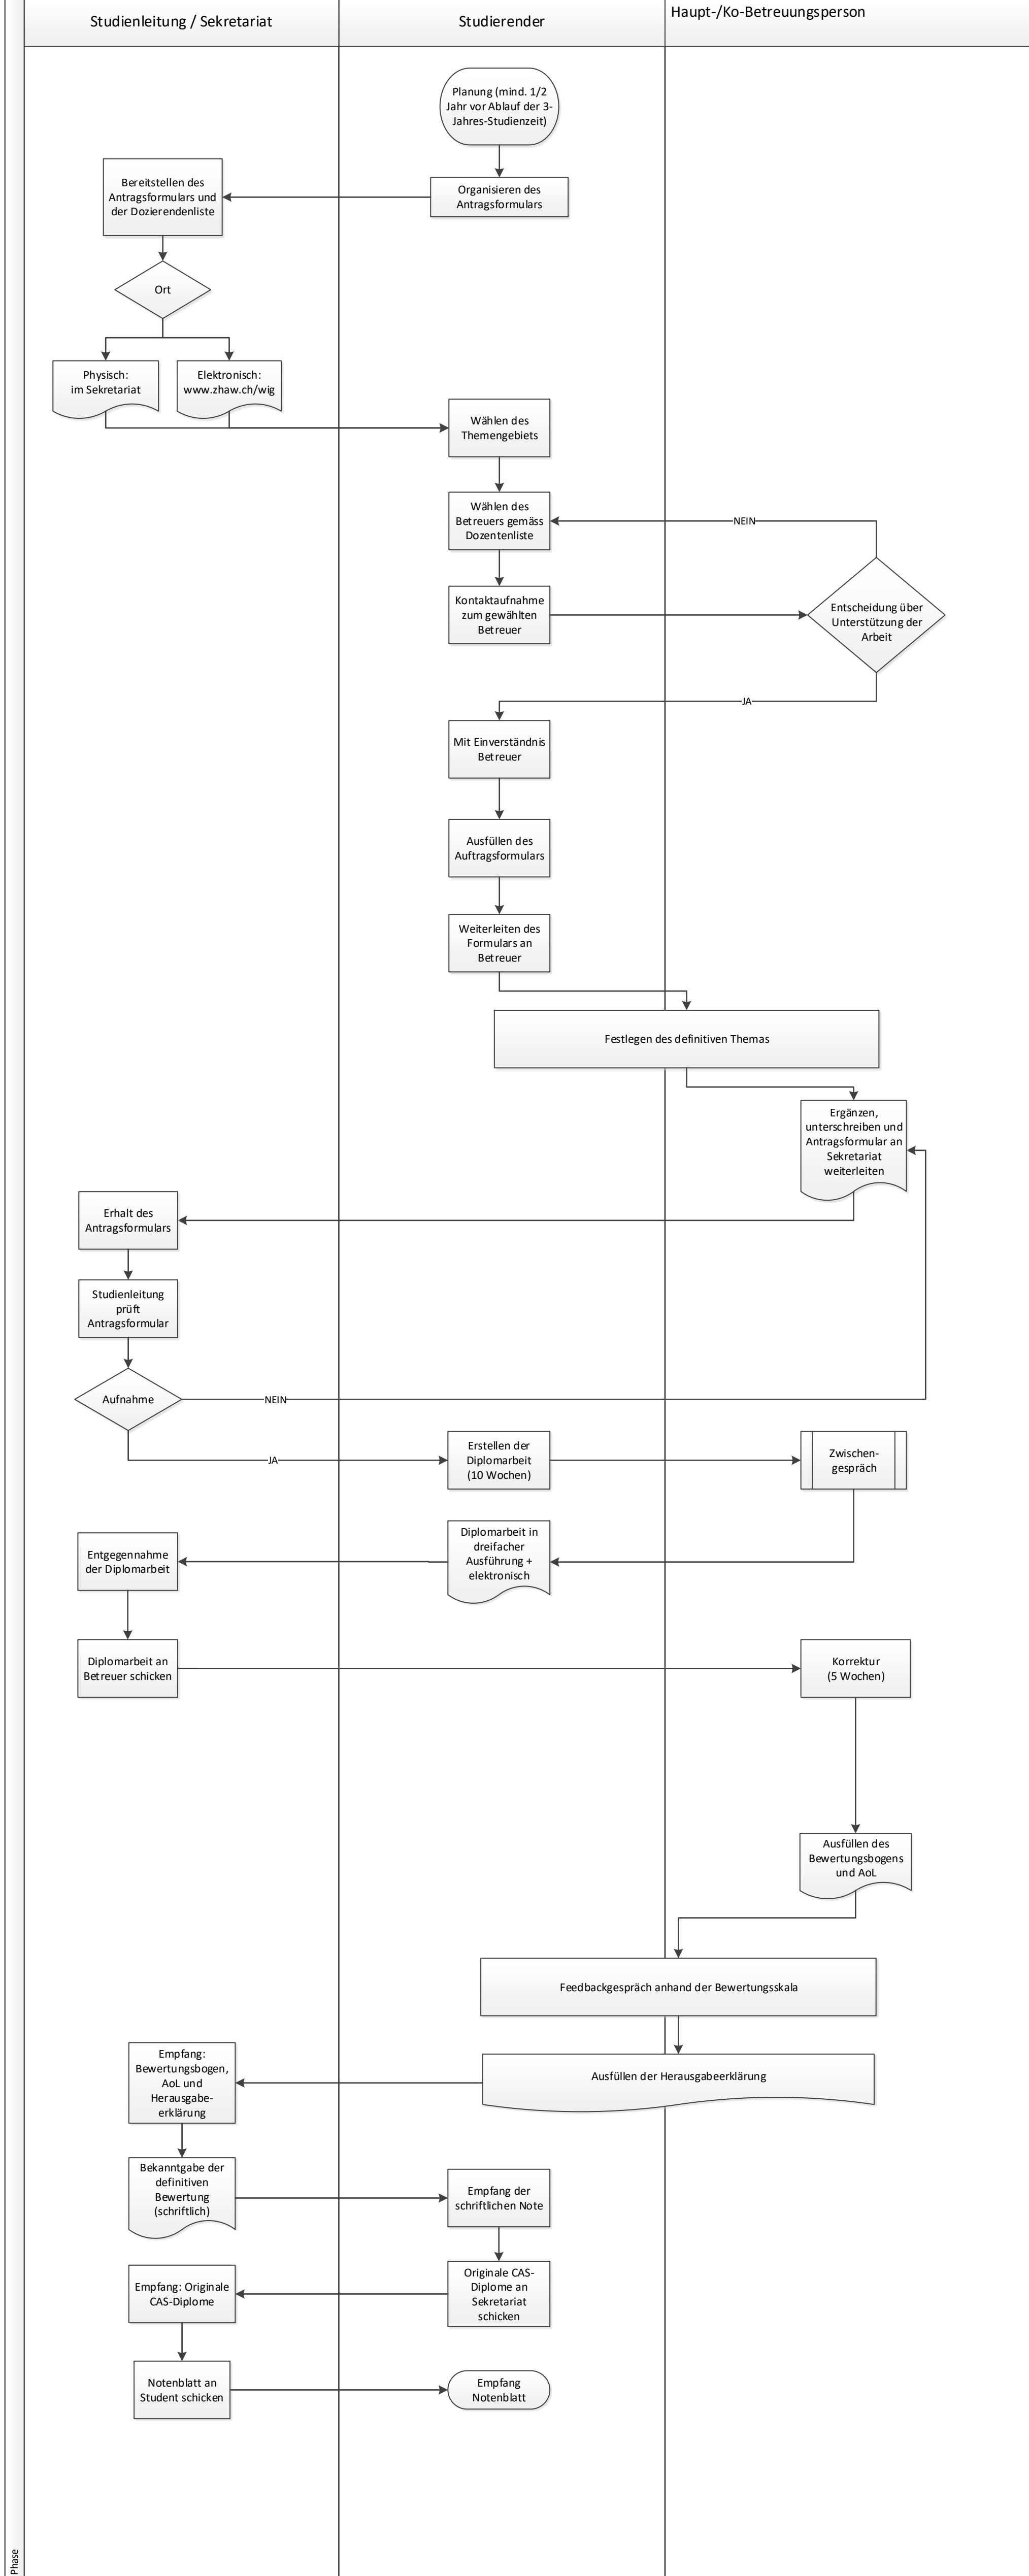 Studienleitung / Sekretariat
Studierender
Haupt-/Ko-Betreuungsperson
Planung (mind. 1/2
Jahr vor Ablauf der 3-
Jahres-Studienzeit)
Organisieren des
Antragsformulars
Bereitstellen des
Antragsformulars und
der Dozierendenliste
Ort
Physisch:
im Sekretariat
Elektronisch:
www.zhaw.ch/wig
Wählen des
Themengebiets
Wählen des
Betreuers gemäss
Dozentenliste
NEIN
Kontaktaufnahme
zum gewählten
Betreuer
Entscheidung über
Unterstützung der
Arbeit
JA
Mit Einverständnis
Betreuer
Ausfüllen des
Auftragsformulars
Weiterleiten des
Formulars an
Betreuer
Festlegen des definitiven Themas
Ergänzen,
unterschreiben und
Antragsformular an
Sekretariat
weiterleiten
Erhalt des
Antragsformulars
Studienleitung
prüft
Antragsformular
Aufnahme
NEIN
JA
Erstellen der
Diplomarbeit
(10 Wochen)
Zwischen-
gespräch
Diplomarbeit in
dreifacher
Ausführung +
elektronisch
Entgegennahme
der Diplomarbeit
Diplomarbeit an
Betreuer schicken
Korrektur
(5 Wochen)
Ausfüllen des
Bewertungsbogens
und AoL
Feedbackgespräch anhand der Bewertungsskala
Ausfüllen der Herausgabeerklärung
Empfang:
Bewertungsbogen,
AoL und
Herausgabe-
erklärung
Bekanntgabe der
definitiven
Bewertung
(schriftlich)
Empfang der
schriftlichen Note
Originale CAS-
Diplome an
Sekretariat
schicken
Empfang: Originale
CAS-Diplome
Notenblatt an
Student schicken
Empfang
Notenblatt
Phase